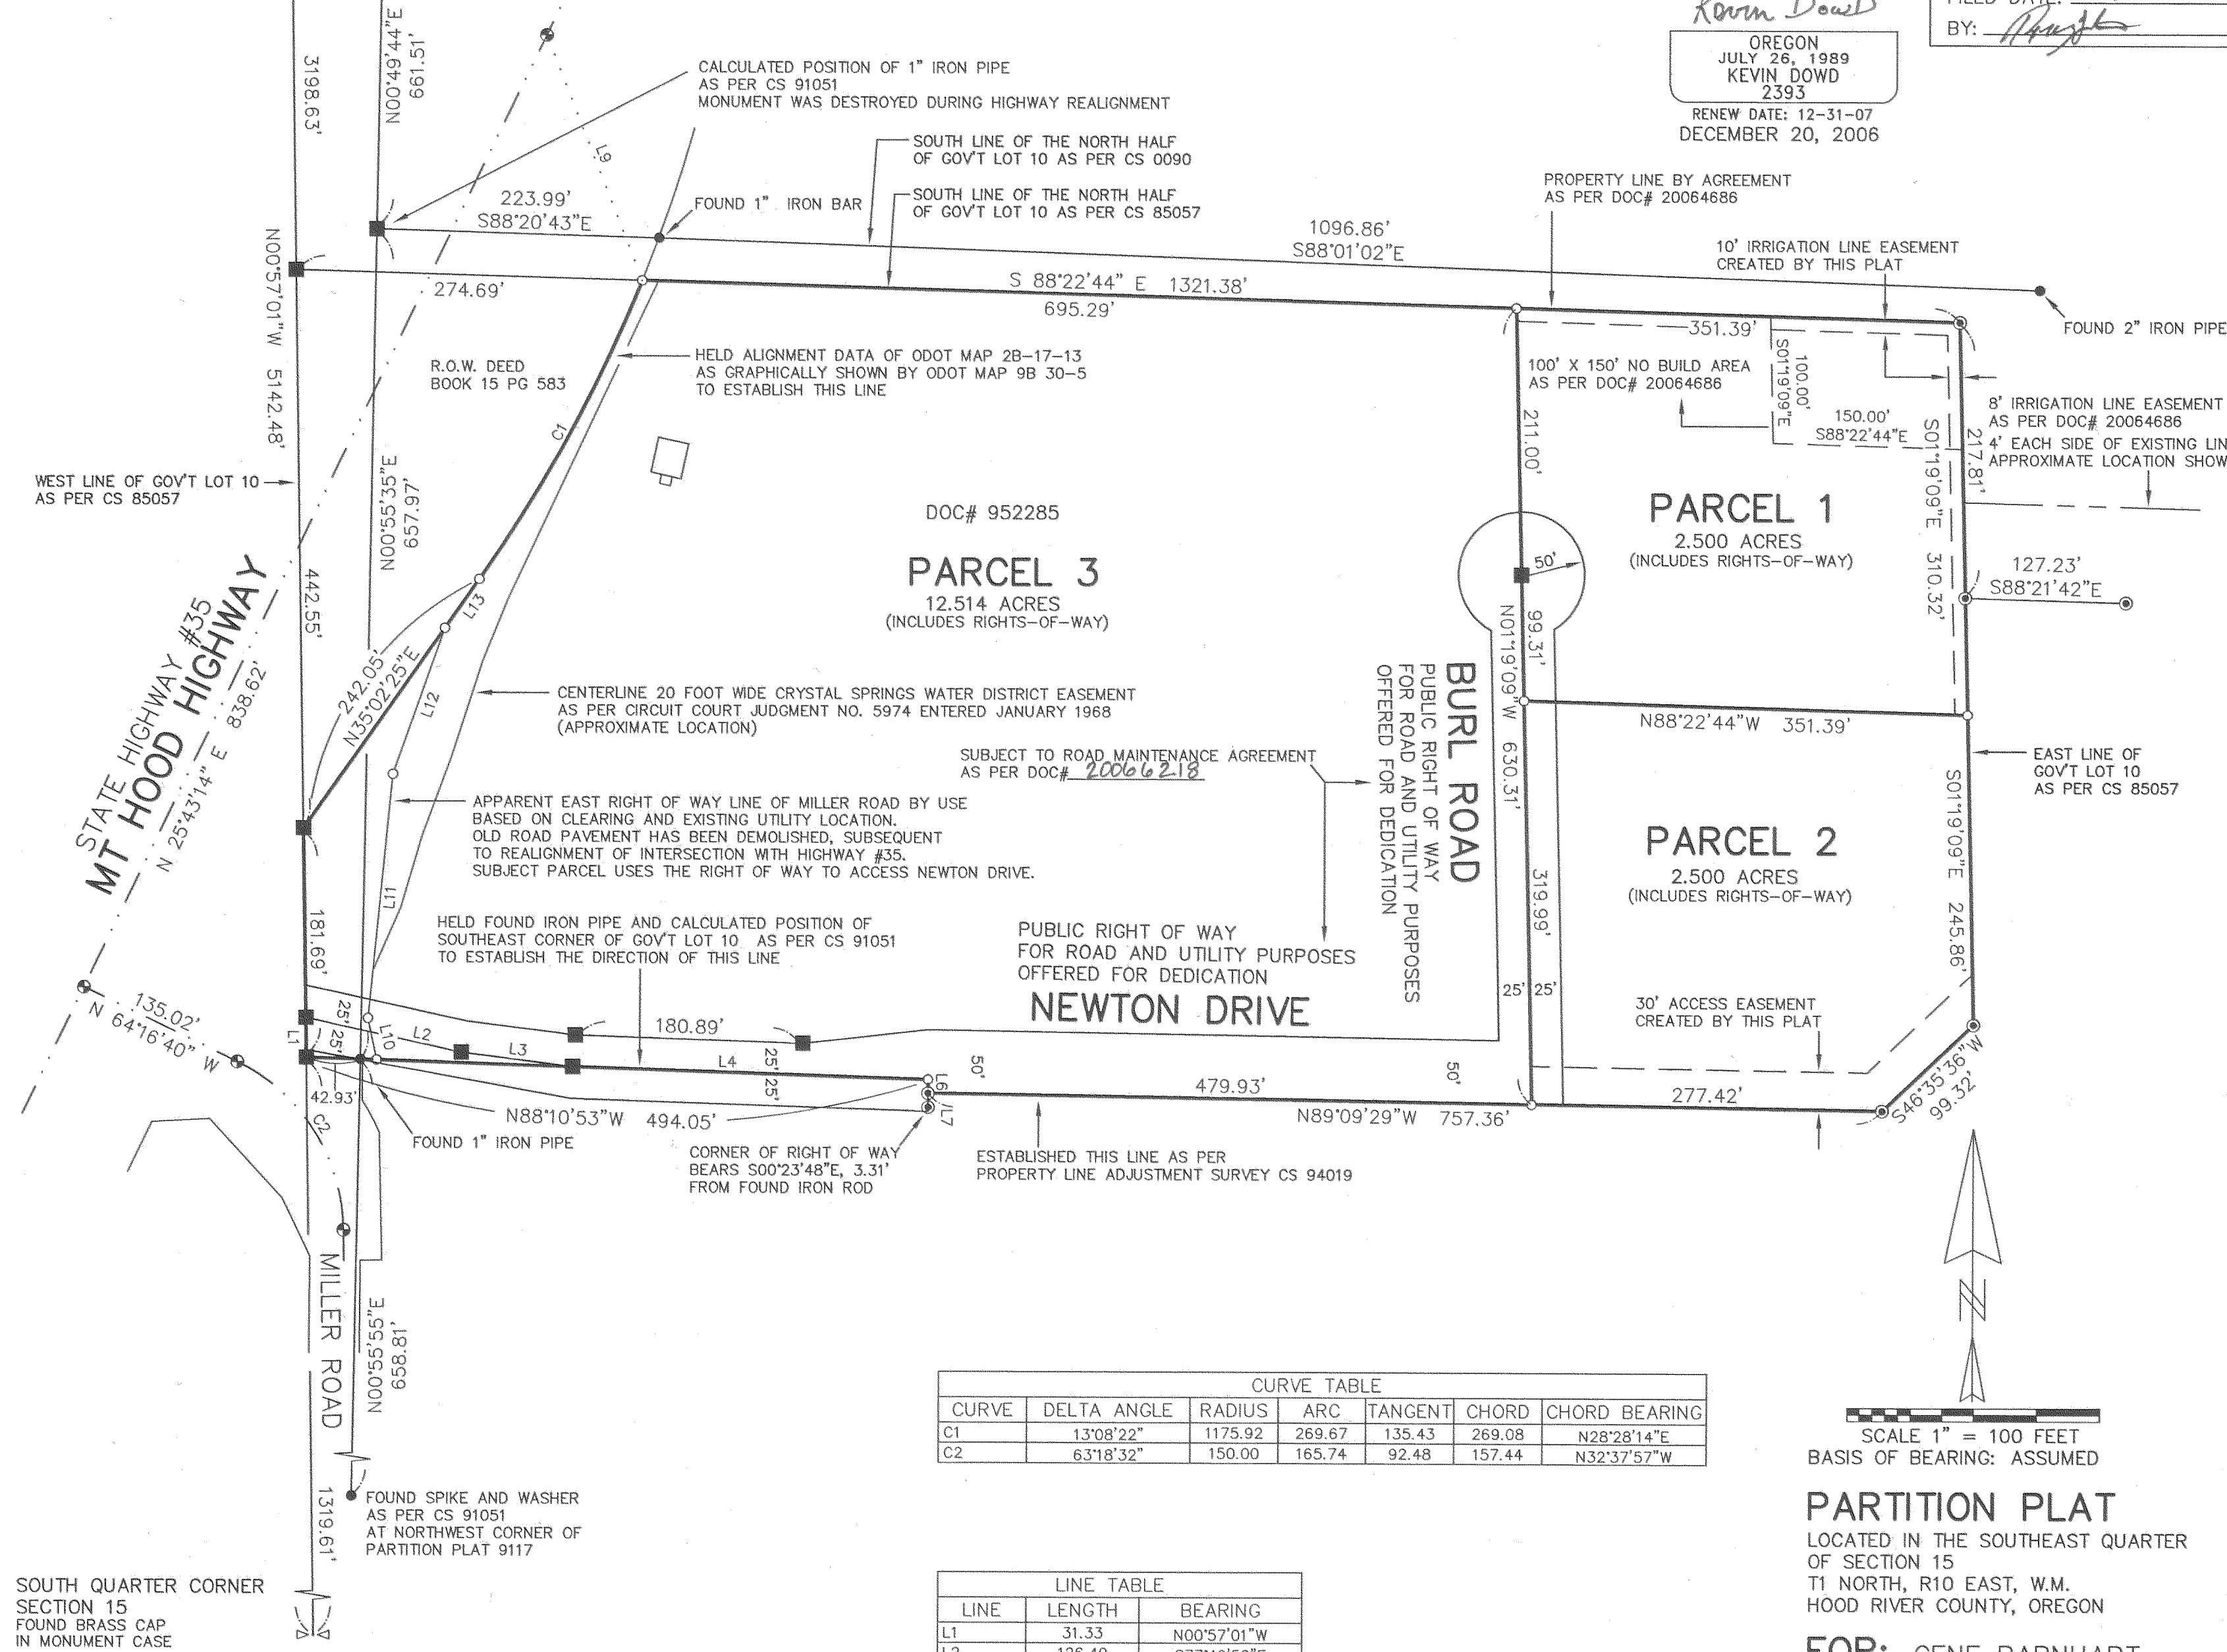 Kevin Dowd
OREGON
JULY 26, 1989
KEVIN DOWD
2393
RENEW DATE: 12-31-07
DECEMBER 20, 2006
FILED DATE:
BY:
3198.63'
N00°49'44"E
661.51'
CALCULATED POSITION OF 1" IRON PIPE
AS PER CS 91051
MONUMENT WAS DESTROYED DURING HIGHWAY REALIGNMENT
L9
SOUTH LINE OF THE NORTH HALF
OF GOV'T LOT 10 AS PER CS 0090
SOUTH LINE OF THE NORTH HALF
OF GOV'T LOT 10 AS PER CS 85057
223.99'
S88°20'43"E
FOUND 1" IRON BAR
PROPERTY LINE BY AGREEMENT
AS PER DOC# 20064686
1096.86'
S88°01'02"E
10' IRRIGATION LINE EASEMENT
CREATED BY THIS PLAT
N00°57'01"W 5142.48'
274.69'
S 88°22'44" E 1321.38'
695.29'
351.39'
FOUND 2" IRON PIPE
R.O.W. DEED
BOOK 15 PG 583
HELD ALIGNMENT DATA OF ODOT MAP 2B-17-13
AS GRAPHICALLY SHOWN BY ODOT MAP 9B 30-5
TO ESTABLISH THIS LINE
100' X 150' NO BUILD AREA
AS PER DOC# 20064686
100.00'
S01°19'09"E
150.00'
S88°22'44"E
8' IRRIGATION LINE EASEMENT
AS PER DOC# 20064686
4' EACH SIDE OF EXISTING LIN
APPROXIMATE LOCATION SHOW
C1
211.00'
217.81'
S01°19'09"E 310.32'
WEST LINE OF GOV'T LOT 10
AS PER CS 85057
N00°55'35"E
657.97'
DOC# 952285
PARCEL 3
12.514 ACRES
(INCLUDES RIGHTS-OF-WAY)
PARCEL 1
2.500 ACRES
(INCLUDES RIGHTS-OF-WAY)
50'
127.23'
S88°21'42"E
442.55'
L13
STATE HIGHWAY #35
MT HOOD HIGHWAY
N 25°43'14" E 838.62'
242.05'
N35°02'25"E
L12
99.31'
N01°19'09"W 630.31'
CENTERLINE 20 FOOT WIDE CRYSTAL SPRINGS WATER DISTRICT EASEMENT
AS PER CIRCUIT COURT JUDGMENT NO. 5974 ENTERED JANUARY 1968
(APPROXIMATE LOCATION)
BURL ROAD
PUBLIC RIGHT OF WAY
FOR ROAD AND UTILITY PURPOSES
OFFERED FOR DEDICATION
N88°22'44"W 351.39'
SUBJECT TO ROAD MAINTENANCE AGREEMENT
AS PER DOC# 20066218
EAST LINE OF
GOV'T LOT 10
AS PER CS 85057
APPARENT EAST RIGHT OF WAY LINE OF MILLER ROAD BY USE
BASED ON CLEARING AND EXISTING UTILITY LOCATION.
OLD ROAD PAVEMENT HAS BEEN DEMOLISHED, SUBSEQUENT
TO REALIGNMENT OF INTERSECTION WITH HIGHWAY #35.
SUBJECT PARCEL USES THE RIGHT OF WAY TO ACCESS NEWTON DRIVE.
L11
S01°19'09"E 245.86'
PARCEL 2
2.500 ACRES
(INCLUDES RIGHTS-OF-WAY)
319.99'
181.69'
HELD FOUND IRON PIPE AND CALCULATED POSITION OF
SOUTHEAST CORNER OF GOV'T LOT 10 AS PER CS 91051
TO ESTABLISH THE DIRECTION OF THIS LINE
PUBLIC RIGHT OF WAY
FOR ROAD AND UTILITY PURPOSES
OFFERED FOR DEDICATION
NEWTON DRIVE
25' 25'
30' ACCESS EASEMENT
CREATED BY THIS PLAT
135.02'
N 64°16'40" W
L1
25'
25'
L10
L2
L3
180.89'
L4
25' 25'
L6
L7
50'
50'
479.93'
277.42'
S46°35'36"W
99.32'
42.93'
C2
N88°10'53"W 494.05'
N89°09'29"W 757.36'
FOUND 1" IRON PIPE
CORNER OF RIGHT OF WAY
BEARS S00°23'48"E, 3.31'
FROM FOUND IRON ROD
ESTABLISHED THIS LINE AS PER
PROPERTY LINE ADJUSTMENT SURVEY CS 94019
MILLER ROAD
N00°55'55"E
658.81'
1319.61'
N
CURVE TABLE
CURVE DELTA ANGLE RADIUS ARC TANGENT CHORD CHORD BEARING
C1 13°08'22" 1175.92 269.67 135.43 269.08 N28°28'14"E
C2 63°18'32" 150.00 165.74 92.48 157.44 N32°37'57"W
SCALE 1" = 100 FEET
BASIS OF BEARING: ASSUMED
FOUND SPIKE AND WASHER
AS PER CS 91051
AT NORTHWEST CORNER OF
PARTITION PLAT 9117
PARTITION PLAT
LOCATED IN THE SOUTHEAST QUARTER
OF SECTION 15
T1 NORTH, R10 EAST, W.M.
HOOD RIVER COUNTY, OREGON
FOR: GENE BARNHART
SOUTH QUARTER CORNER
SECTION 15
FOUND BRASS CAP
IN MONUMENT CASE
LINE TABLE
LINE LENGTH BEARING
L1 31.33 N00°57'01"W
L2